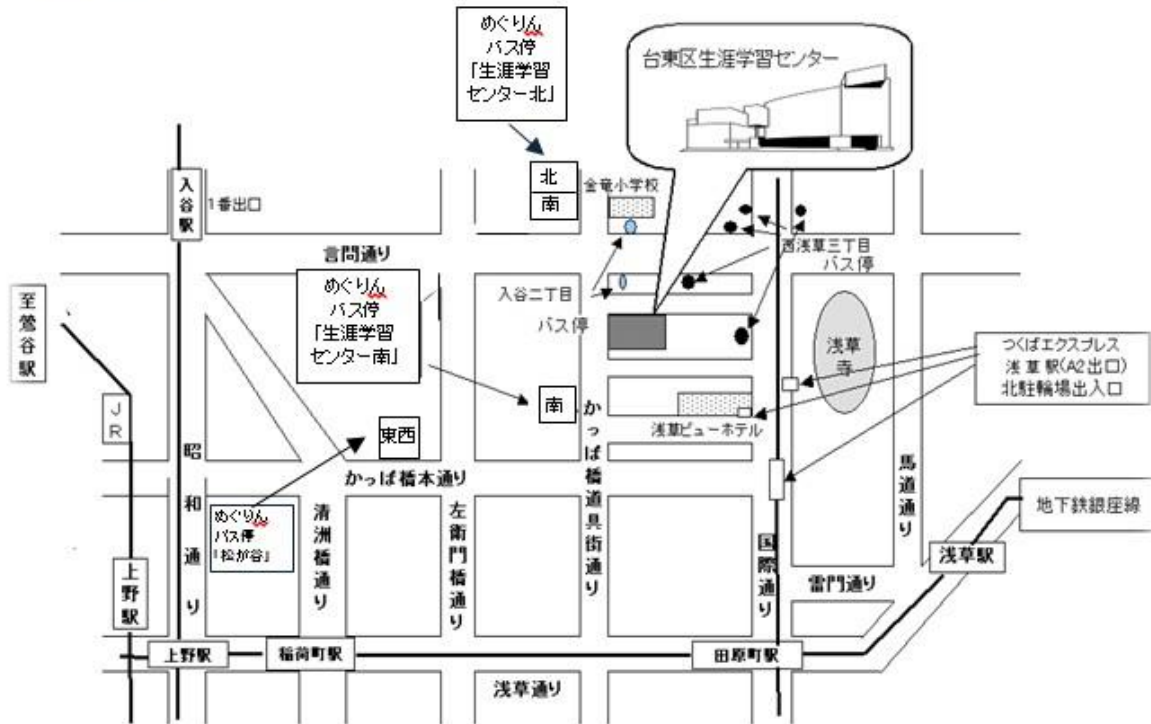 めぐりん
バス停
「生涯学習
センター北」
台東区生涯学習センター
北
南
金竜小学校
入谷駅
1番出口
言問通り
西浅草三丁目
バス停
めぐりん
バス停
「生涯学習
センター南」
入谷二丁目
バス停
至鶯谷駅
浅草寺
つくばエクスプレス
浅草駅(A2出口)
北駐輪場出入口
JR
南
東西
かっぱ橋道具街通り
浅草ビューホテル
昭和通り
かっぱ橋本通り
馬道通り
めぐりん
バス停
「松が谷」
清洲橋通り
左衛門橋通り
国際通り
地下鉄銀座線
浅草駅
上野駅
雷門通り
上野駅
稲荷町駅
田原町駅
浅草通り